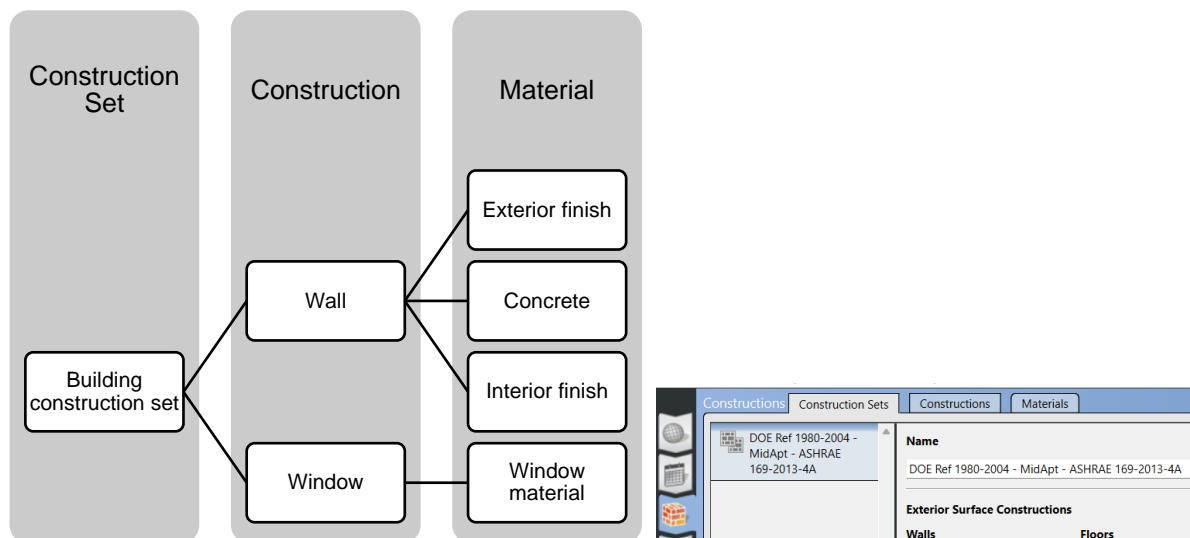 Construction
Set
Construction
Material
Exterior finish
Wall
Concrete
Building
construction set
Interior finish
Window
Window
material
Constructions
Construction Sets
Constructions
Materials
DOE Ref 1980-2004 -
MidApt - ASHRAE
169-2013-4A
Name
DOE Ref 1980-2004 - MidApt - ASHRAE 169-2013-4A
Exterior Surface Constructions
Walls
Floors